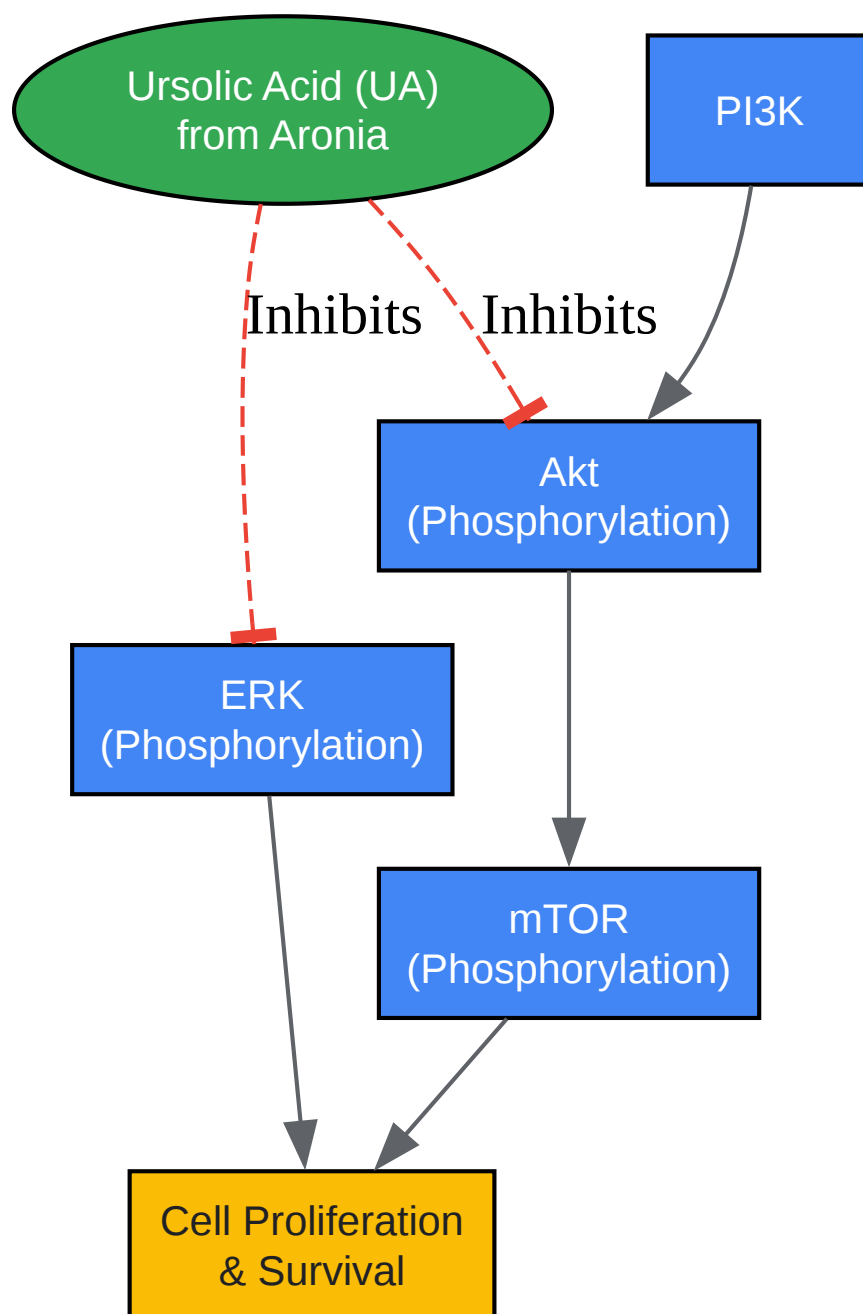 Ursolic Acid (UA)
from Aronia
PI3K
Inhibits
Inhibits
Akt
(Phosphorylation)
ERK
(Phosphorylation)
mTOR
(Phosphorylation)
Cell Proliferation
& Survival